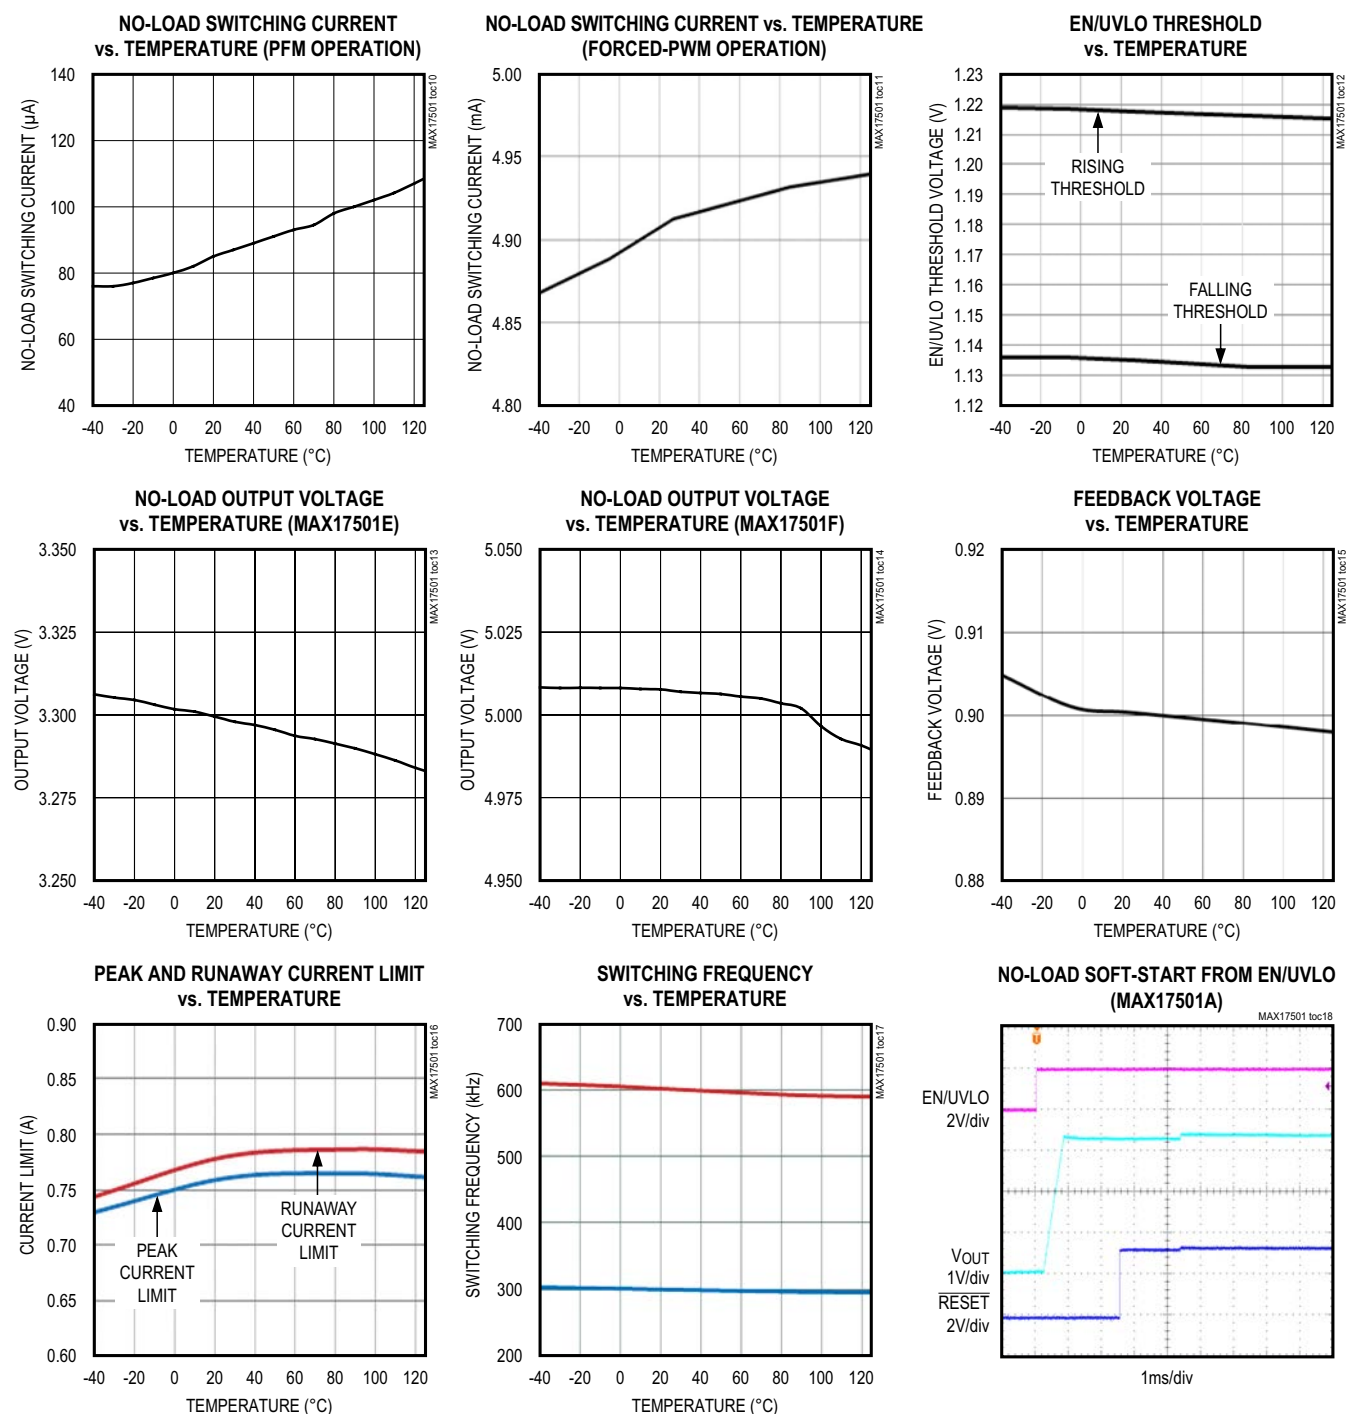 NO-LOAD SWITCHING CURRENT
vs. TEMPERATURE (PFM OPERATION)
MAX17501 toc10
NO-LOAD SWITCHING CURRENT (µA)
140
120
100
80
60
40
-40 -20 0 20 40 60 80 100 120
TEMPERATURE (°C)
NO-LOAD SWITCHING CURRENT vs. TEMPERATURE
(FORCED-PWM OPERATION)
MAX17501 toc11
NO-LOAD SWITCHING CURRENT (mA)
5.00
4.95
4.90
4.85
4.80
-40 -20 0 20 40 60 80 100 120
TEMPERATURE (°C)
EN/UVLO THRESHOLD
vs. TEMPERATURE
MAX17501 toc12
EN/UVLO THRESHOLD VOLTAGE (V)
1.23
1.22
1.21
1.20
1.19
1.18
1.17
1.16
1.15
1.14
1.13
1.12
RISING
THRESHOLD
FALLING
THRESHOLD
-40 -20 0 20 40 60 80 100 120
TEMPERATURE (°C)
NO-LOAD OUTPUT VOLTAGE
vs. TEMPERATURE (MAX17501E)
MAX17501 toc13
OUTPUT VOLTAGE (V)
3.350
3.325
3.300
3.275
3.250
-40 -20 0 20 40 60 80 100 120
TEMPERATURE (°C)
NO-LOAD OUTPUT VOLTAGE
vs. TEMPERATURE (MAX17501F)
MAX17501 toc14
OUTPUT VOLTAGE (V)
5.050
5.025
5.000
4.975
4.950
-40 -20 0 20 40 60 80 100 120
TEMPERATURE (°C)
FEEDBACK VOLTAGE
vs. TEMPERATURE
MAX17501 toc15
FEEDBACK VOLTAGE (V)
0.92
0.91
0.90
0.89
0.88
-40 -20 0 20 40 60 80 100 120
TEMPERATURE (°C)
PEAK AND RUNAWAY CURRENT LIMIT
vs. TEMPERATURE
MAX17501 toc16
CURRENT LIMIT (A)
0.90
0.85
0.80
0.75
0.70
0.65
0.60
PEAK
CURRENT
LIMIT
RUNAWAY
CURRENT
LIMIT
-40 -20 0 20 40 60 80 100 120
TEMPERATURE (°C)
SWITCHING FREQUENCY
vs. TEMPERATURE
MAX17501 toc17
SWITCHING FREQUENCY (kHz)
700
600
500
400
300
200
-40 -20 0 20 40 60 80 100 120
TEMPERATURE (°C)
NO-LOAD SOFT-START FROM EN/UVLO
(MAX17501A)
MAX17501 toc18
EN/UVLO
2V/div
VOUT
1V/div
RESET
2V/div
1ms/div